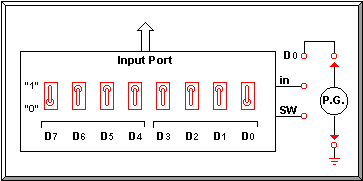 Input Port
D0
"1"
in
P.G.
"0"
SW
D7 D6 D5 D4 D3 D2 D1 D0